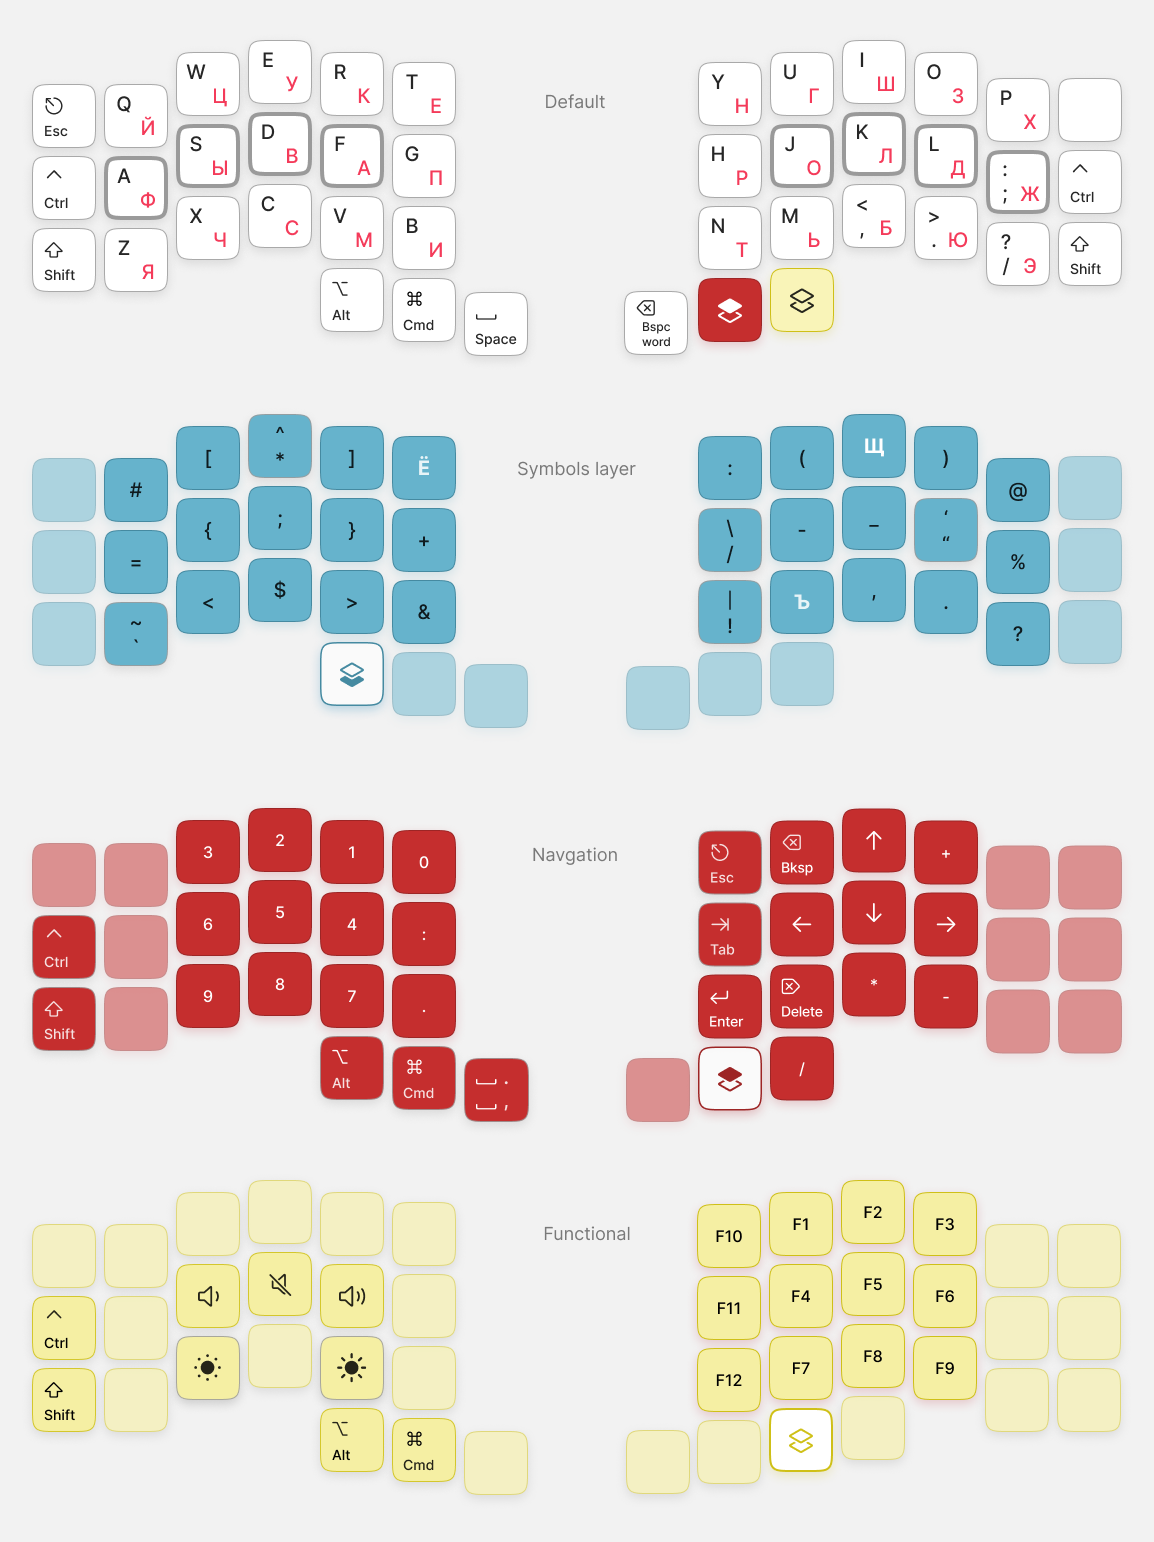 Default
Esc
Q Й
W Ц
E У
R К
T Е
Y Н
U Г
I Ш
O З
P Х
Ctrl
A Ф
S Ы
D В
F А
G П
H Р
J О
K Л
L Д
: ; Ж
Ctrl
Shift
Z Я
X Ч
C С
V М
B И
N Т
M Ь
< , Б
> . Ю
? / Э
Shift
Alt
⌘
Cmd
Space
Bspc
word
Symbols layer
#
[
^
*
]
Ё
:
(
Щ
)
@
=
{
;
}
+
\
/
-
–
‘
“
%
~
`
<
$
>
&
|
!
Ъ
,
.
?
Navgation
3
2
1
0
Esc
Bksp
↑
+
Ctrl
6
5
4
:
Tab
←
↓
→
Shift
9
8
7
.
Enter
Delete
*
-
Alt
⌘
Cmd
.
,
/
Functional
F10
F1
F2
F3
Ctrl
F11
F4
F5
F6
Shift
F12
F7
F8
F9
Alt
⌘
Cmd